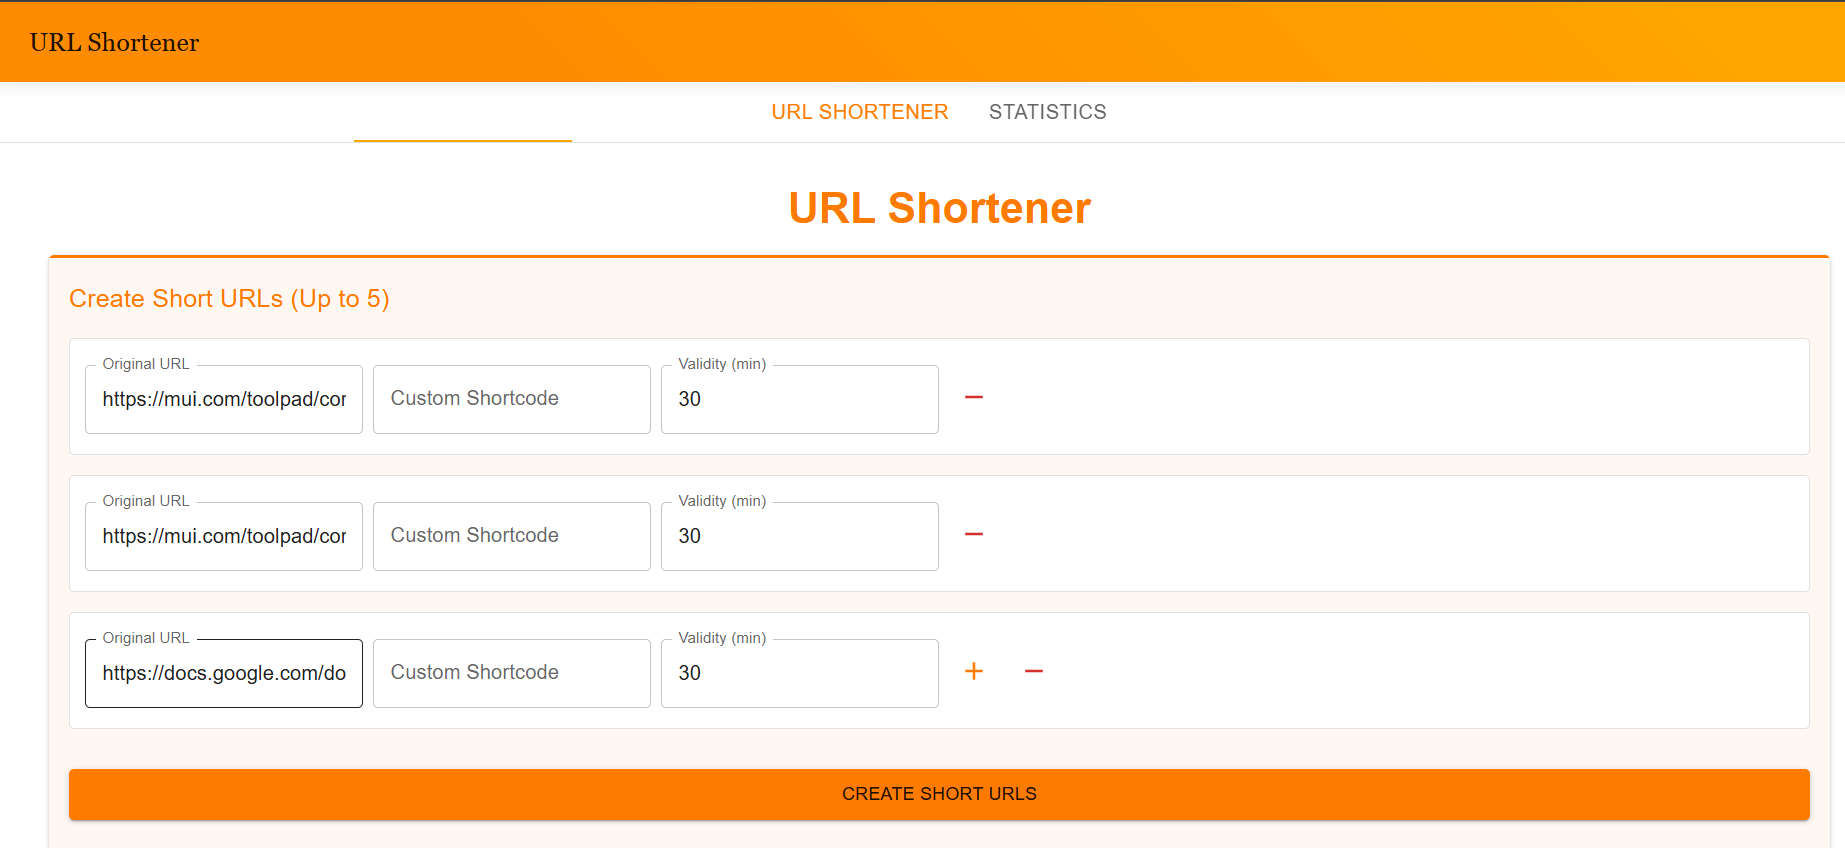 URL Shortener
URL SHORTENER STATISTICS
URL Shortener
Create Short URLs (Up to 5)
Original URL Validity (min)
https://mui.com/toolpad/cor Custom Shortcode 30
Original URL Validity (min)
https://mui.com/toolpad/cor Custom Shortcode 30
Original URL Validity (min)
https://docs.google.com/do Custom Shortcode 30
CREATE SHORT URLS